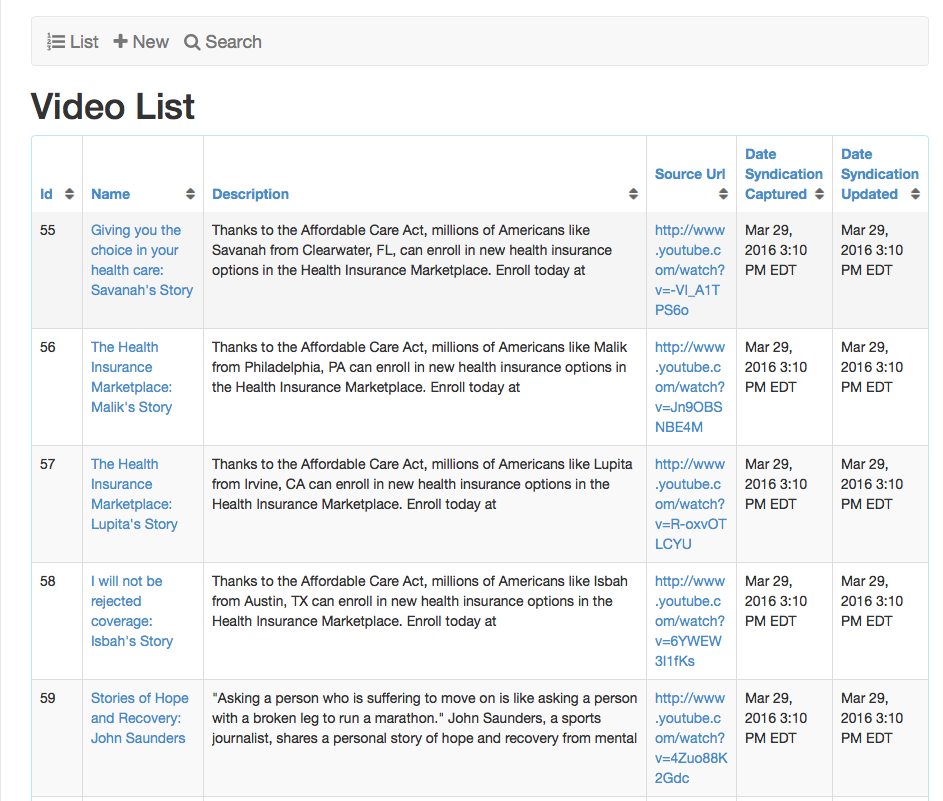 List New Search
Video List
Id
Name
Description
Source Url
Date
Syndication
Captured
Date
Syndication
Updated
55
Giving you the
choice in your
health care:
Savanah's Story
Thanks to the Affordable Care Act, millions of Americans like
Savanah from Clearwater, FL, can enroll in new health insurance
options in the Health Insurance Marketplace. Enroll today at
http://www
.youtube.c
om/watch?
v=-VI_A1T
PS6o
Mar 29,
2016 3:10
PM EDT
Mar 29,
2016 3:10
PM EDT
56
The Health
Insurance
Marketplace:
Malik's Story
Thanks to the Affordable Care Act, millions of Americans like Malik
from Philadelphia, PA can enroll in new health insurance options in
the Health Insurance Marketplace. Enroll today at
http://www
.youtube.c
om/watch?
v=Jn9OBS
NBE4M
Mar 29,
2016 3:10
PM EDT
Mar 29,
2016 3:10
PM EDT
57
The Health
Insurance
Marketplace:
Lupita's Story
Thanks to the Affordable Care Act, millions of Americans like Lupita
from Irvine, CA can enroll in new health insurance options in the
Health Insurance Marketplace. Enroll today at
http://www
.youtube.c
om/watch?
v=R-oxvOT
LCYU
Mar 29,
2016 3:10
PM EDT
Mar 29,
2016 3:10
PM EDT
58
I will not be
rejected
coverage:
Isbah's Story
Thanks to the Affordable Care Act, millions of Americans like Isbah
from Austin, TX can enroll in new health insurance options in the
Health Insurance Marketplace. Enroll today at
http://www
.youtube.c
om/watch?
v=6YWEW
3I1fKs
Mar 29,
2016 3:10
PM EDT
Mar 29,
2016 3:10
PM EDT
59
Stories of Hope
and Recovery:
John Saunders
"Asking a person who is suffering to move on is like asking a person
with a broken leg to run a marathon." John Saunders, a sports
journalist, shares a personal story of hope and recovery from mental
http://www
.youtube.c
om/watch?
v=4Zuo88K
2Gdc
Mar 29,
2016 3:10
PM EDT
Mar 29,
2016 3:10
PM EDT